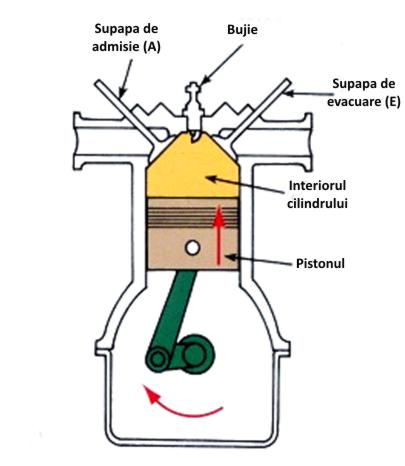 Supapa de
admisie (A)
Bujie
Supapa de
evacuare (E)
Interiorul
cilindrului
Pistonul